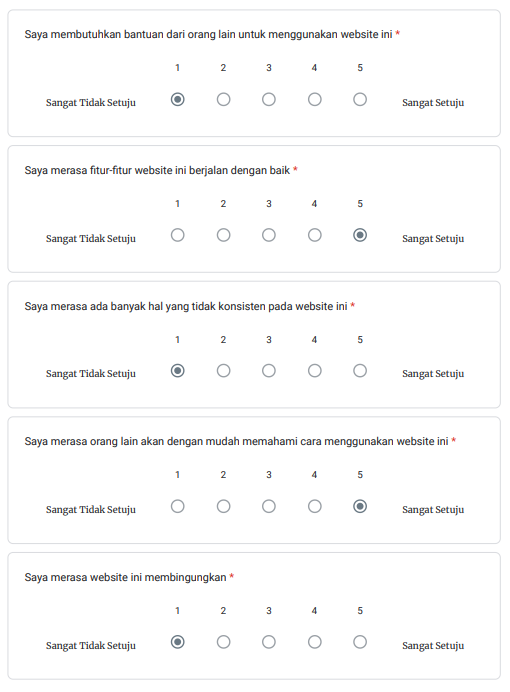 Saya membutuhkan bantuan dari orang lain untuk menggunakan website ini *
1 2 3 4 5
Sangat Tidak Setuju Sangat Setuju
Saya merasa fitur-fitur website ini berjalan dengan baik *
1 2 3 4 5
Sangat Tidak Setuju Sangat Setuju
Saya merasa ada banyak hal yang tidak konsisten pada website ini *
1 2 3 4 5
Sangat Tidak Setuju Sangat Setuju
Saya merasa orang lain akan dengan mudah memahami cara menggunakan website ini *
1 2 3 4 5
Sangat Tidak Setuju Sangat Setuju
Saya merasa website ini membingungkan *
1 2 3 4 5
Sangat Tidak Setuju Sangat Setuju